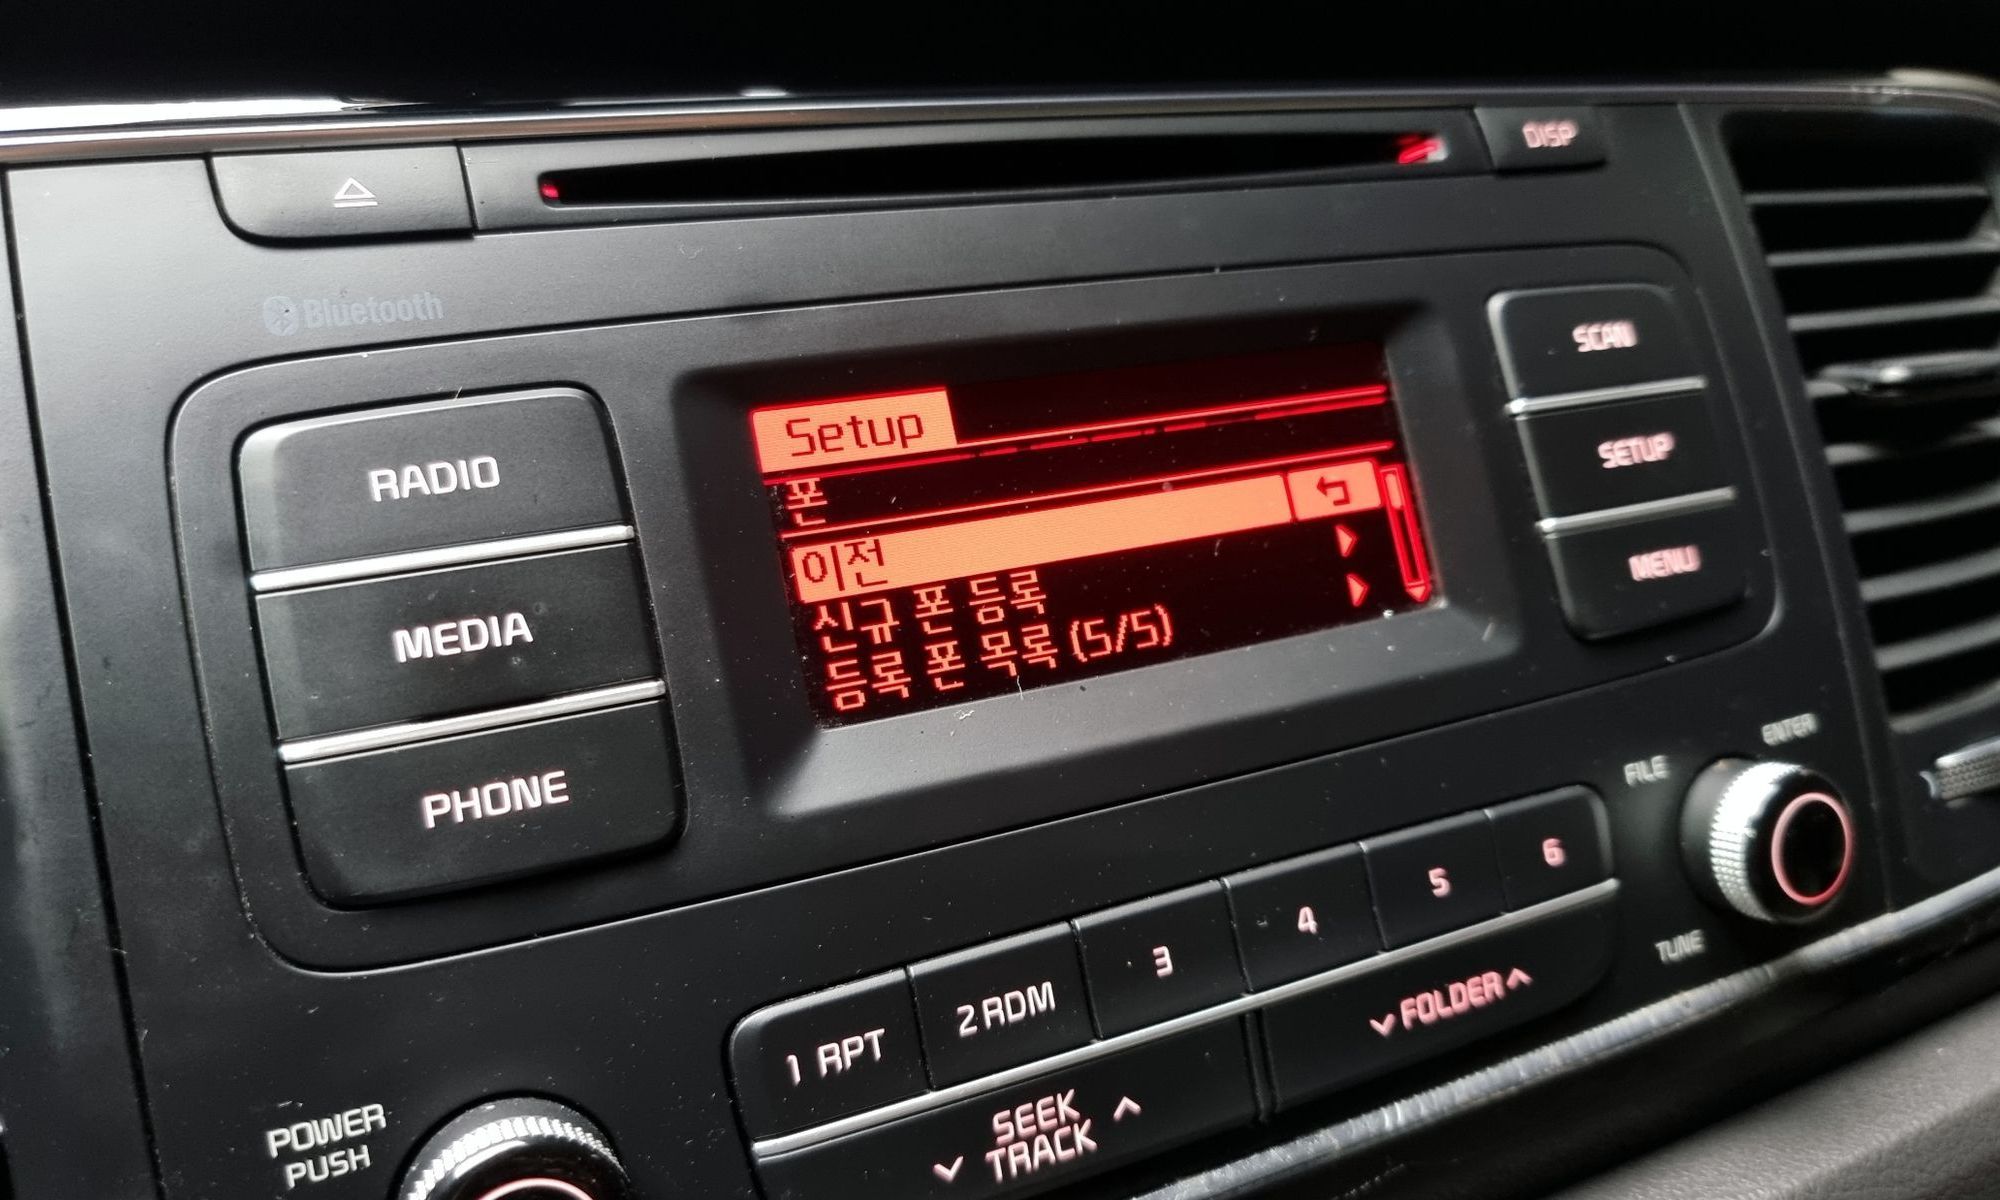 DISP
Bluetooth
RADIO
MEDIA
PHONE
Setup
폰
이전
신규 폰 등록
등록 폰 목록 (5/5)
SCAN
SETUP
MENU
1 RPT
2 RDM
3
4
5
6
SEEK
TRACK
FOLDER
POWER
PUSH
FILE
ENTER
TUNE